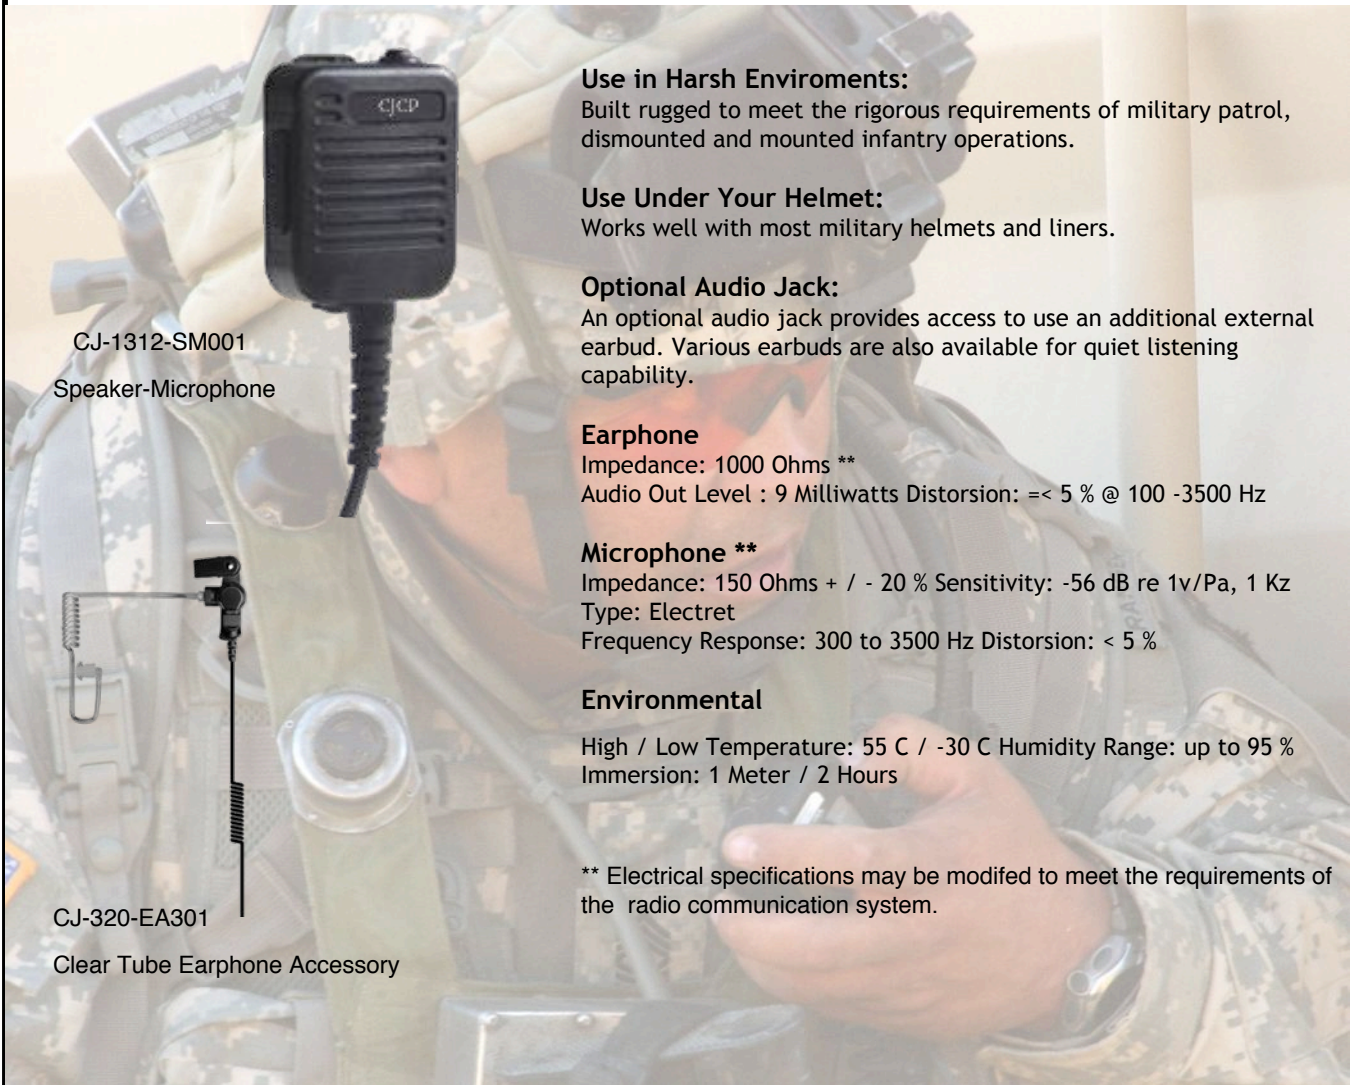 CJCP
CJ-1312-SM001
Speaker-Microphone
CJ-320-EA301
Clear Tube Earphone Accessory
Use in Harsh Enviroments:
Built rugged to meet the rigorous requirements of military patrol,
dismounted and mounted infantry operations.
Use Under Your Helmet:
Works well with most military helmets and liners.
Optional Audio Jack:
An optional audio jack provides access to use an additional external
earbud. Various earbuds are also available for quiet listening
capability.
Earphone
Impedance: 1000 Ohms **
Audio Out Level : 9 Milliwatts Distorsion: =< 5 % @ 100 -3500 Hz
Microphone **
Impedance: 150 Ohms + / - 20 % Sensitivity: -56 dB re 1v/Pa, 1 Kz
Type: Electret
Frequency Response: 300 to 3500 Hz Distorsion: < 5 %
Environmental
High / Low Temperature: 55 C / -30 C Humidity Range: up to 95 %
Immersion: 1 Meter / 2 Hours
** Electrical specifications may be modifed to meet the requirements of
the  radio communication system.